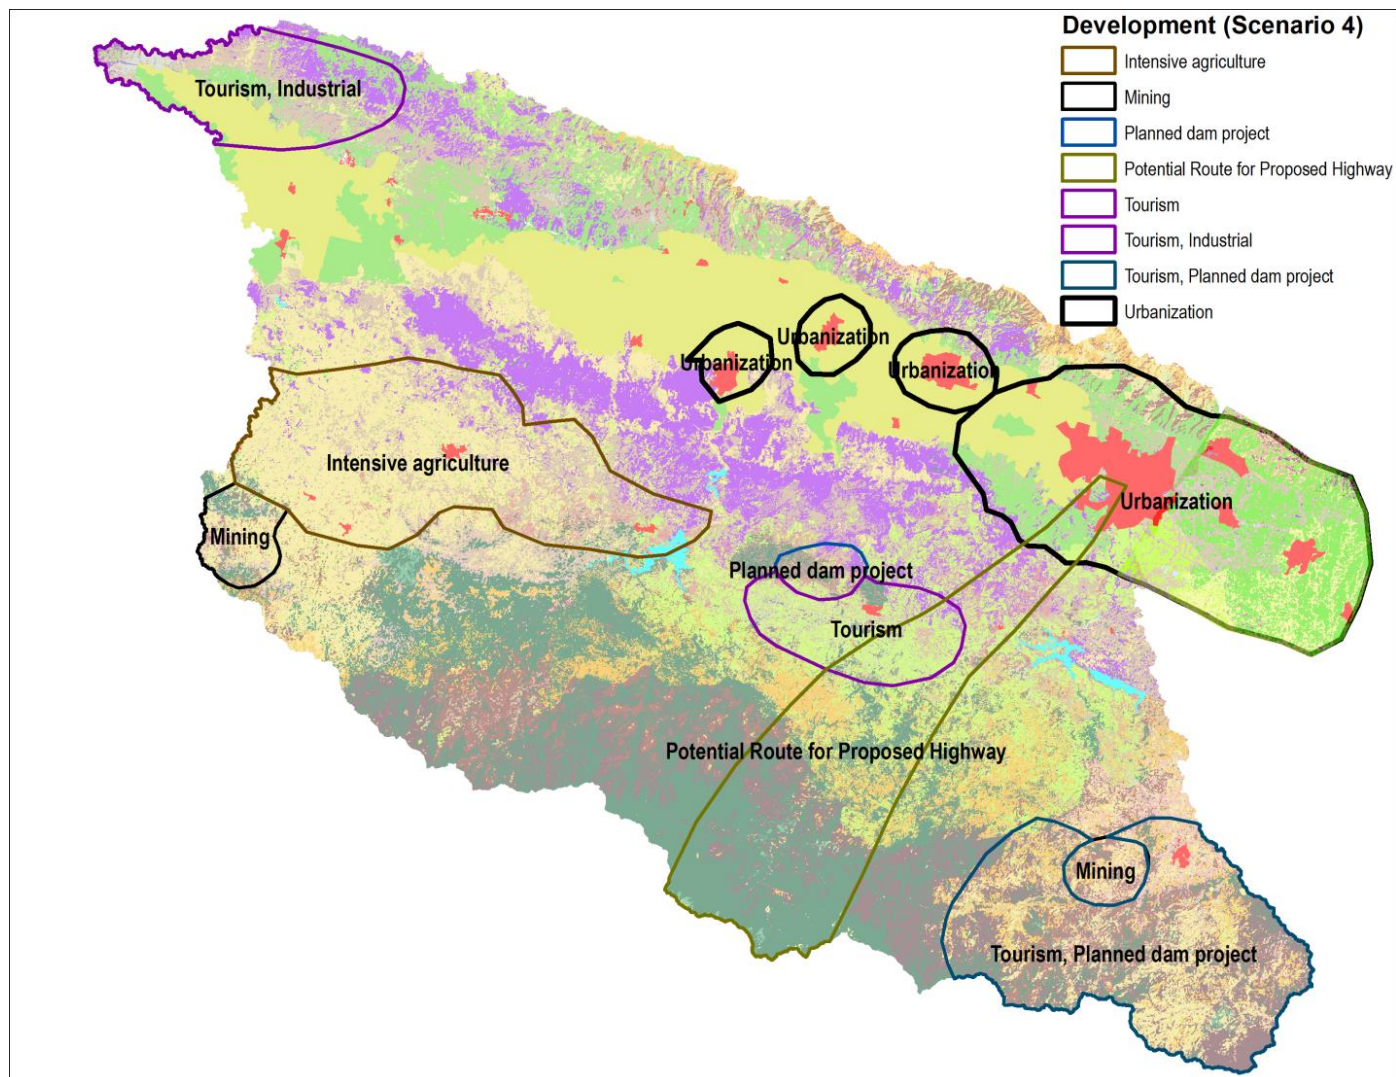 Development (Scenario 4)
Intensive agriculture
Mining
Planned dam project
Potential Route for Proposed Highway
Tourism
Tourism, Industrial
Tourism, Planned dam project
Urbanization
Tourism, Industrial
Urbanization
Urbanization
Urbanization
Intensive agriculture
Urbanization
Mining
Planned dam project
Tourism
Potential Route for Proposed Highway
Mining
Tourism, Planned dam project